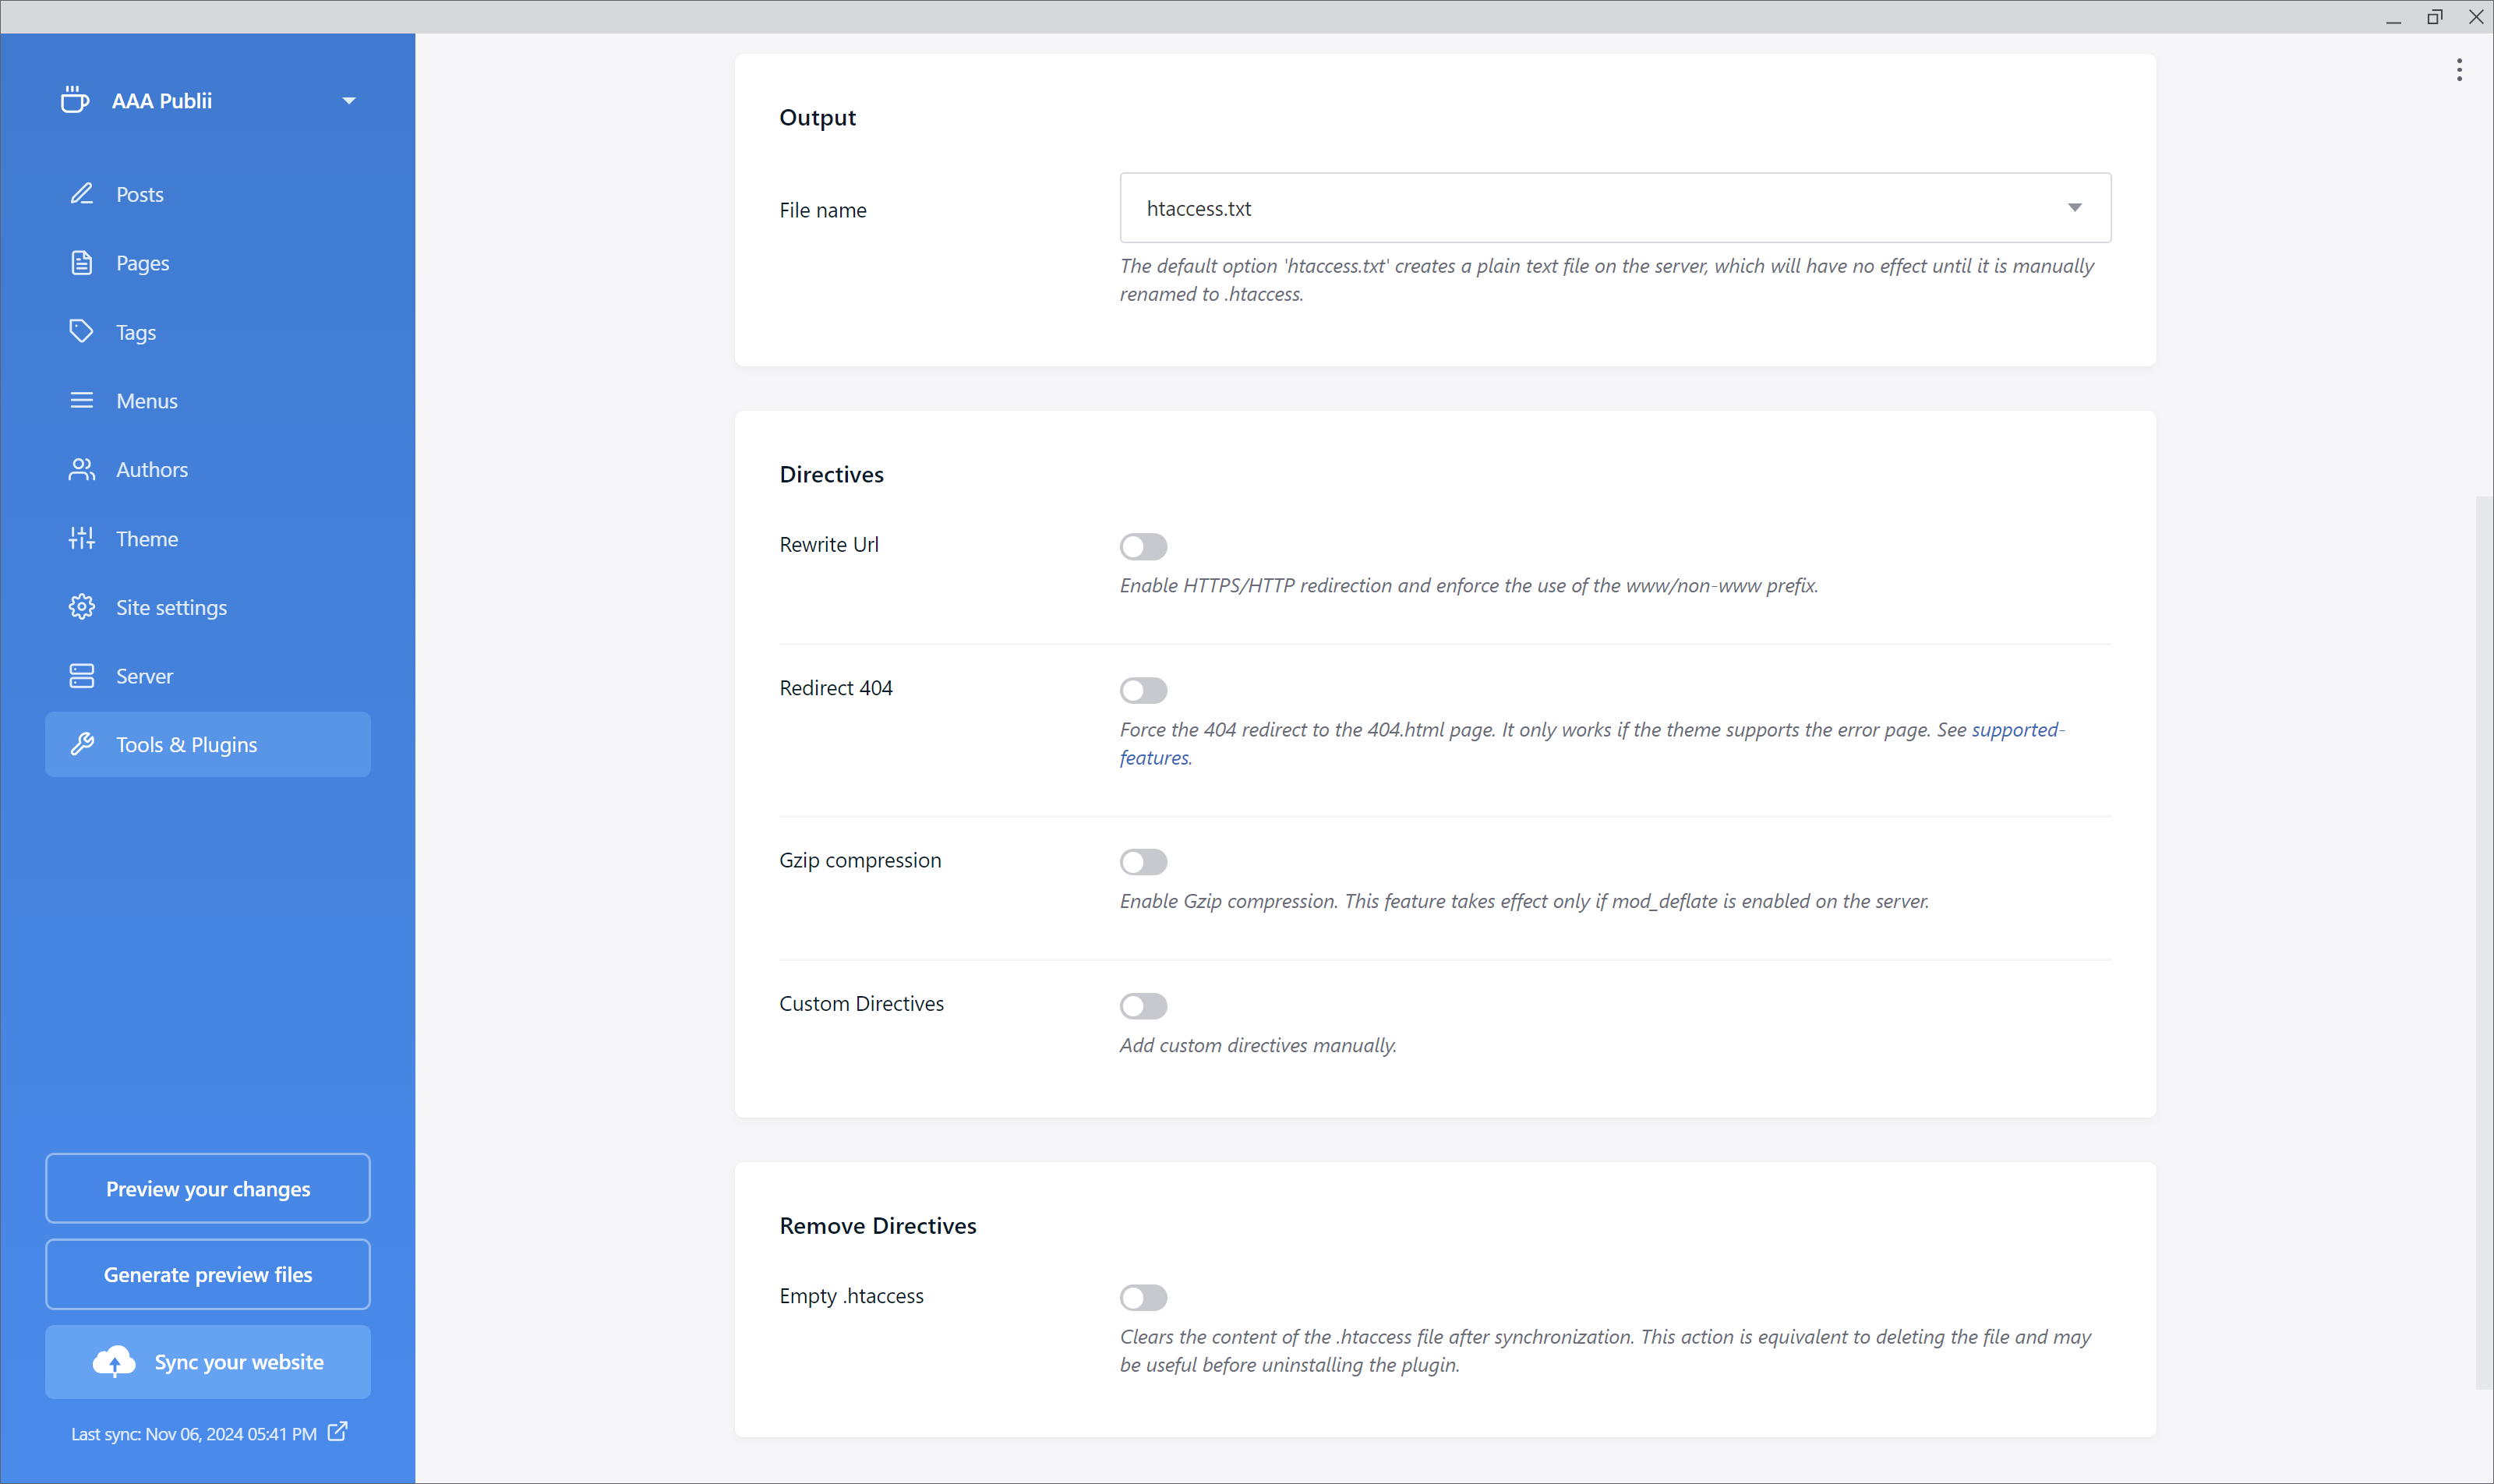 AAA Publii
Posts
Pages
Tags
Menus
Authors
Theme
Site settings
Server
Tools & Plugins
Preview your changes
Generate preview files
Sync your website
Last sync: Nov 06, 2024 05:41 PM
Output
File name
htaccess.txt
The default option 'htaccess.txt' creates a plain text file on the server, which will have no effect until it is manually
renamed to .htaccess.
Directives
Rewrite Url
Enable HTTPS/HTTP redirection and enforce the use of the www/non-www prefix.
Redirect 404
Force the 404 redirect to the 404.html page. It only works if the theme supports the error page. See supported-
features.
Gzip compression
Enable Gzip compression. This feature takes effect only if mod_deflate is enabled on the server.
Custom Directives
Add custom directives manually.
Remove Directives
Empty .htaccess
Clears the content of the .htaccess file after synchronization. This action is equivalent to deleting the file and may
be useful before uninstalling the plugin.